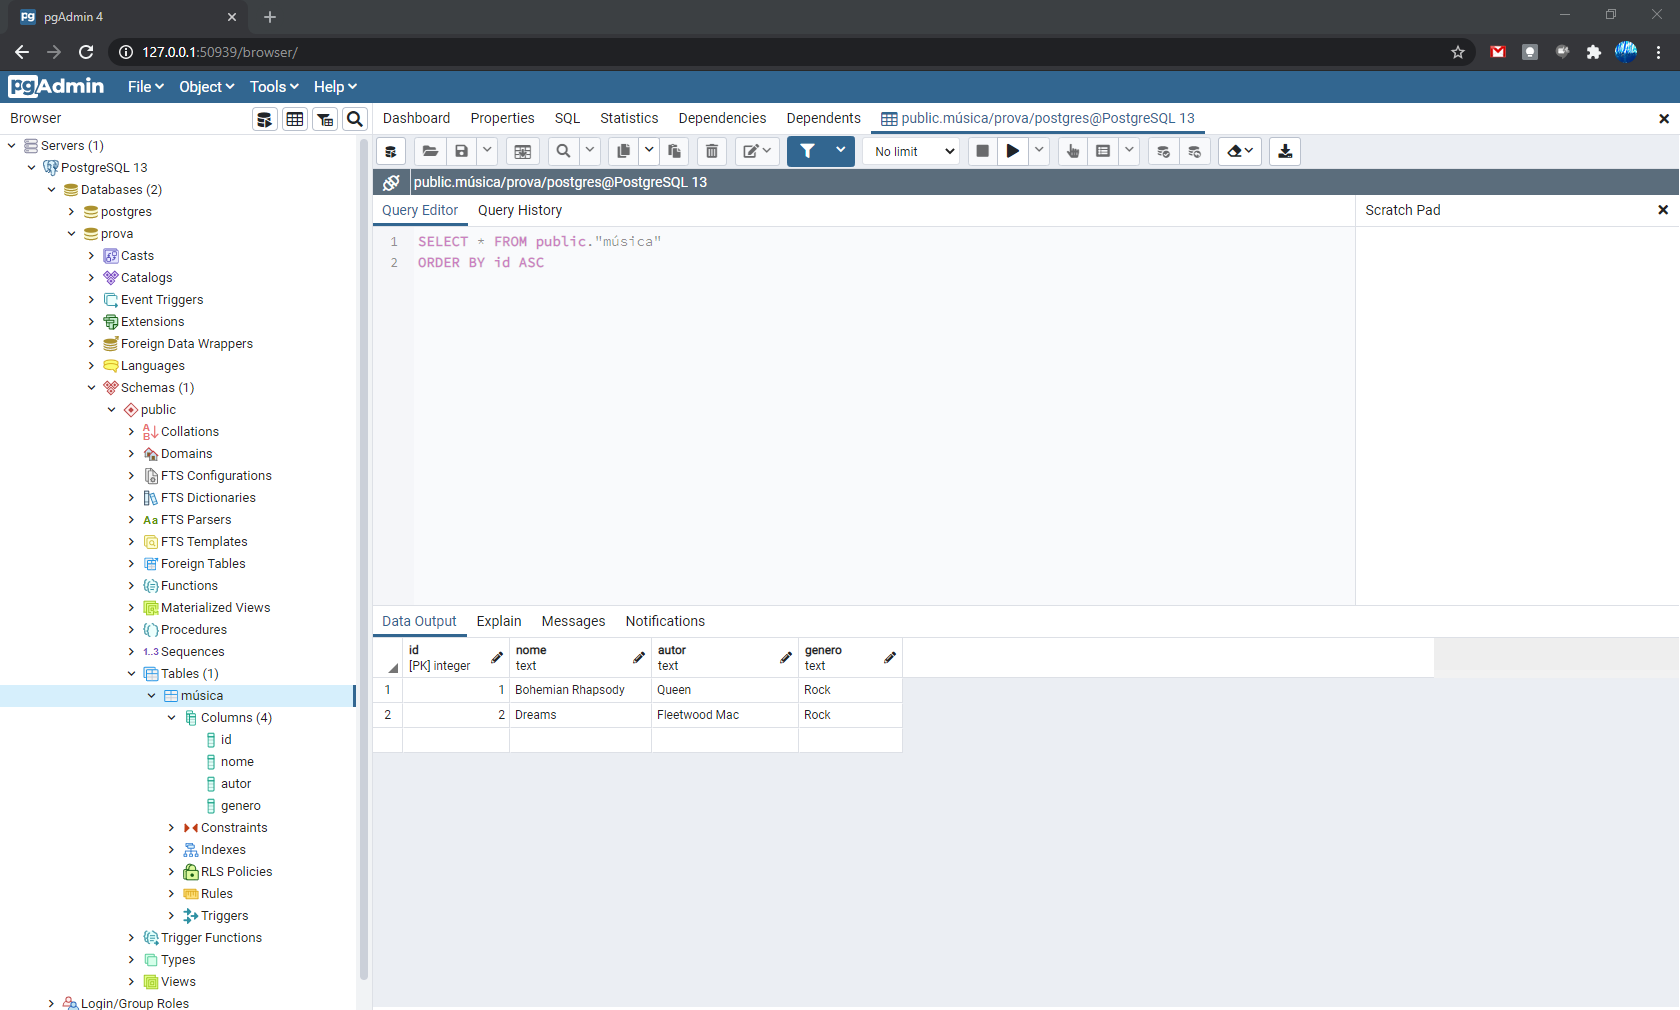 pgAdmin 4
127.0.0.1:50939/browser/
pgAdmin File Object Tools Help
Browser
Dashboard Properties SQL Statistics Dependencies Dependents public.música/prova/postgres@PostgreSQL 13
No limit
public.música/prova/postgres@PostgreSQL 13
Query Editor Query History
Scratch Pad
1 SELECT * FROM public."música"
2 ORDER BY id ASC
Servers (1)
PostgreSQL 13
Databases (2)
postgres
prova
Casts
Catalogs
Event Triggers
Extensions
Foreign Data Wrappers
Languages
Schemas (1)
public
Collations
Domains
FTS Configurations
FTS Dictionaries
Aa FTS Parsers
FTS Templates
Foreign Tables
Functions
Materialized Views
Procedures
1..3 Sequences
Tables (1)
música
Columns (4)
id
nome
autor
genero
Constraints
Indexes
RLS Policies
Rules
Triggers
Trigger Functions
Types
Views
Login/Group Roles
Data Output Explain Messages Notifications
id nome autor genero
[PK] integer text text text
1 1 Bohemian Rhapsody Queen Rock
2 2 Dreams Fleetwood Mac Rock